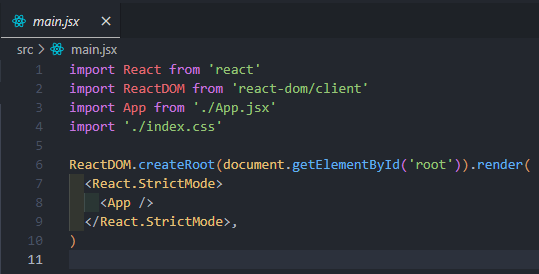 main.jsx
src > main.jsx
1 import React from 'react'
2 import ReactDOM from 'react-dom/client'
3 import App from './App.jsx'
4 import './index.css'
5
6 ReactDOM.createRoot(document.getElementById('root')).render(
7   <React.StrictMode>
8     <App />
9   </React.StrictMode>,
10 )
11